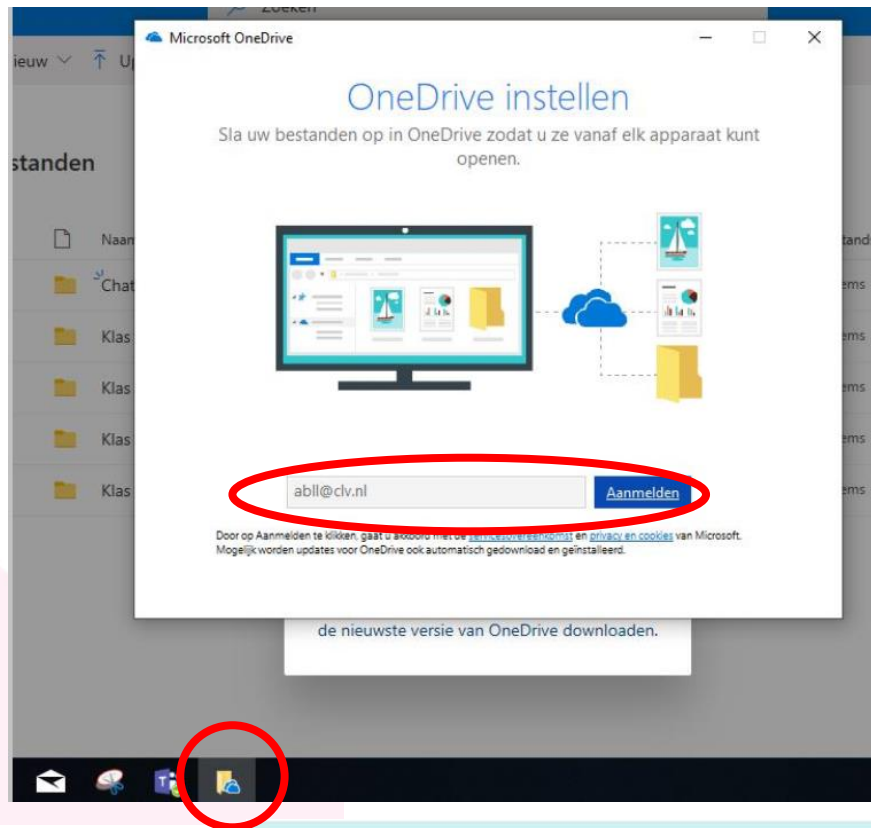 Zoeken
Microsoft OneDrive
ieuw
Up
OneDrive instellen
Sla uw bestanden op in OneDrive zodat u ze vanaf elk apparaat kunt
openen.
standen
Naam
Chat
Klas
Klas
Klas
Klas
tand
ems
ems
ems
ems
ems
abll@clv.nl
Aanmelden
Door op Aanmelden te klikken, gaat u akkoord met de serviceovereenkomst en privacy en cookies van Microsoft.
Mogelijk worden updates voor OneDrive ook automatisch gedownload en geïnstalleerd.
de nieuwste versie van OneDrive downloaden.